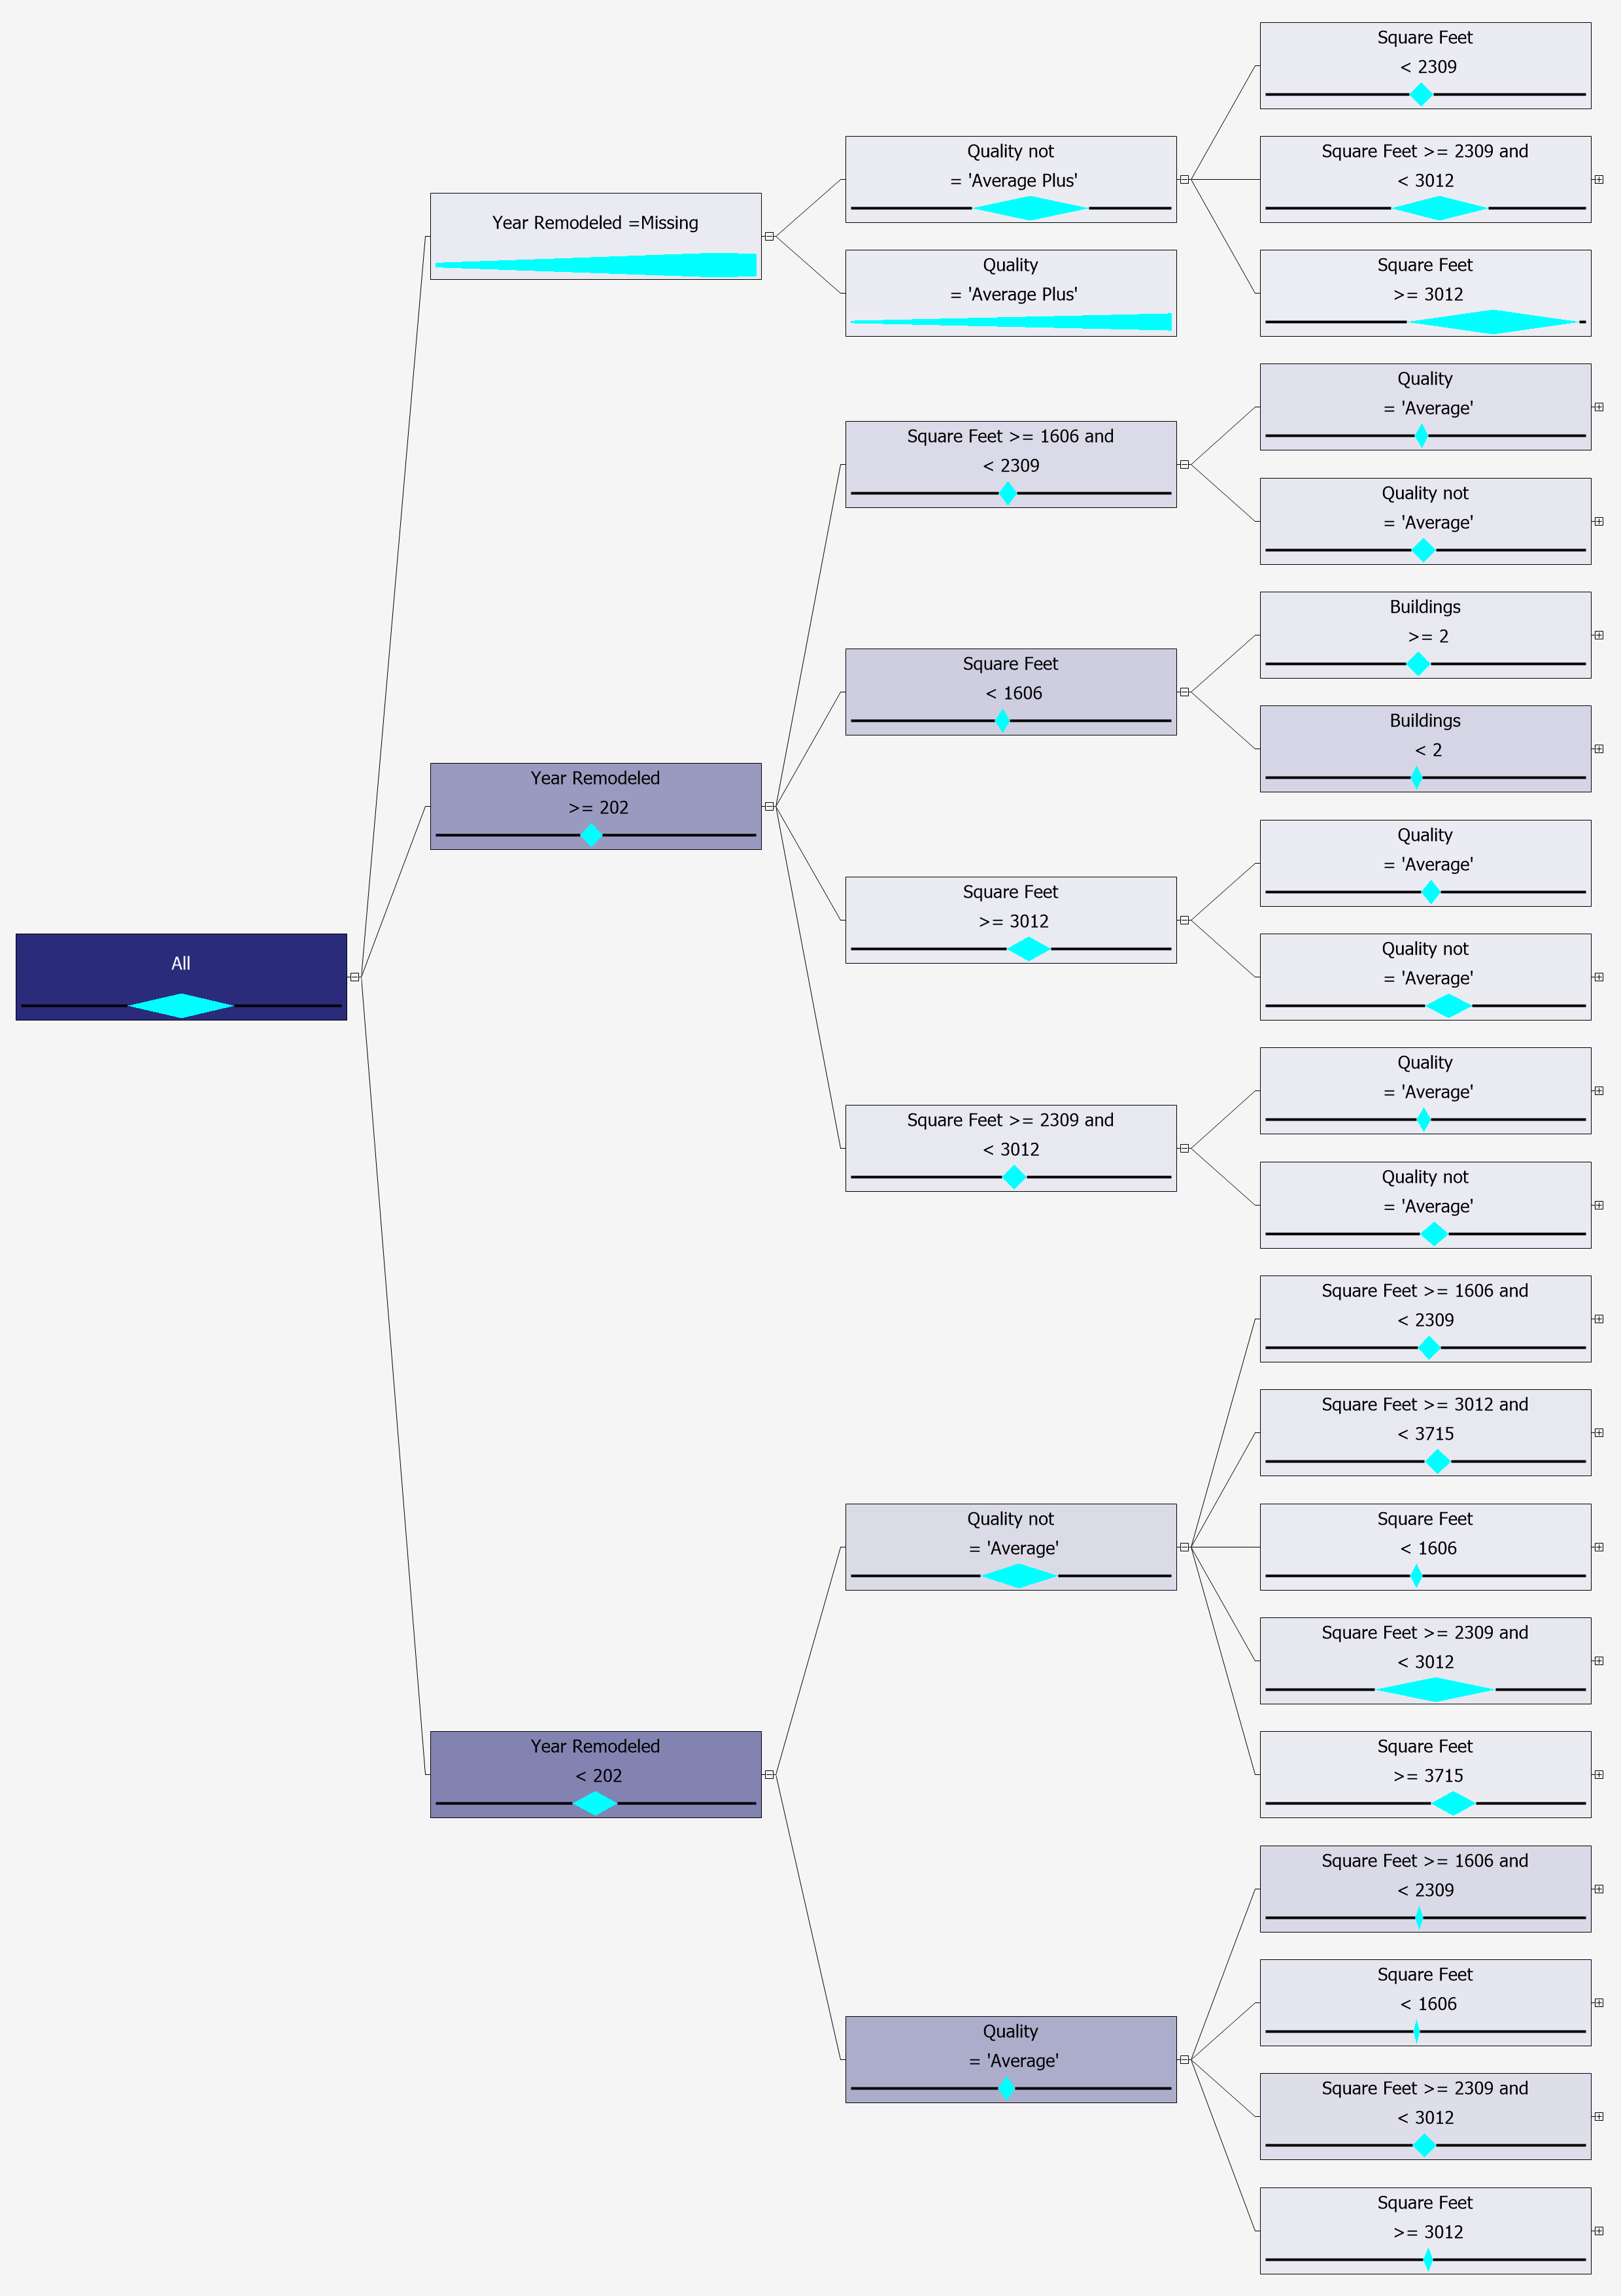 All
Year Remodeled =Missing
Year Remodeled
>= 202
Year Remodeled
< 202
Quality not
= 'Average Plus'
Quality
= 'Average Plus'
Square Feet >= 1606 and
< 2309
Square Feet
< 1606
Square Feet
>= 3012
Square Feet >= 2309 and
< 3012
Quality not
= 'Average'
Quality
= 'Average'
Square Feet
< 2309
Square Feet >= 2309 and
< 3012
Square Feet
>= 3012
Quality
= 'Average'
Quality not
= 'Average'
Buildings
>= 2
Buildings
< 2
Quality
= 'Average'
Quality not
= 'Average'
Quality
= 'Average'
Quality not
= 'Average'
Square Feet >= 1606 and
< 2309
Square Feet >= 3012 and
< 3715
Square Feet
< 1606
Square Feet >= 2309 and
< 3012
Square Feet
>= 3715
Square Feet >= 1606 and
< 2309
Square Feet
< 1606
Square Feet >= 2309 and
< 3012
Square Feet
>= 3012